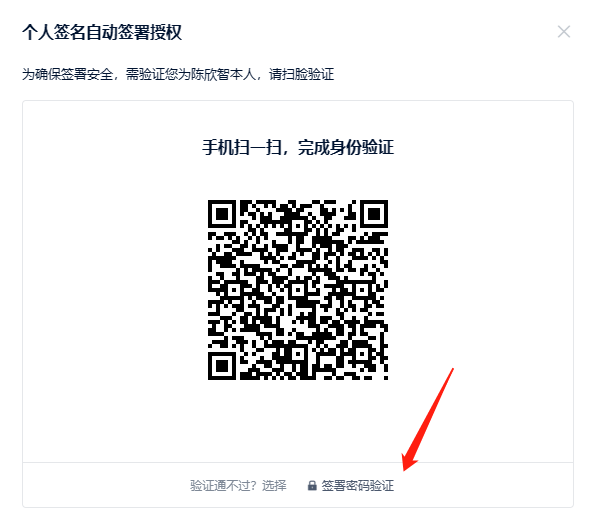 个人签名自动签署授权
为确保签署安全，需验证您为陈欣智本人，请扫脸验证
手机扫一扫，完成身份验证
验证通不过？选择 签署密码验证